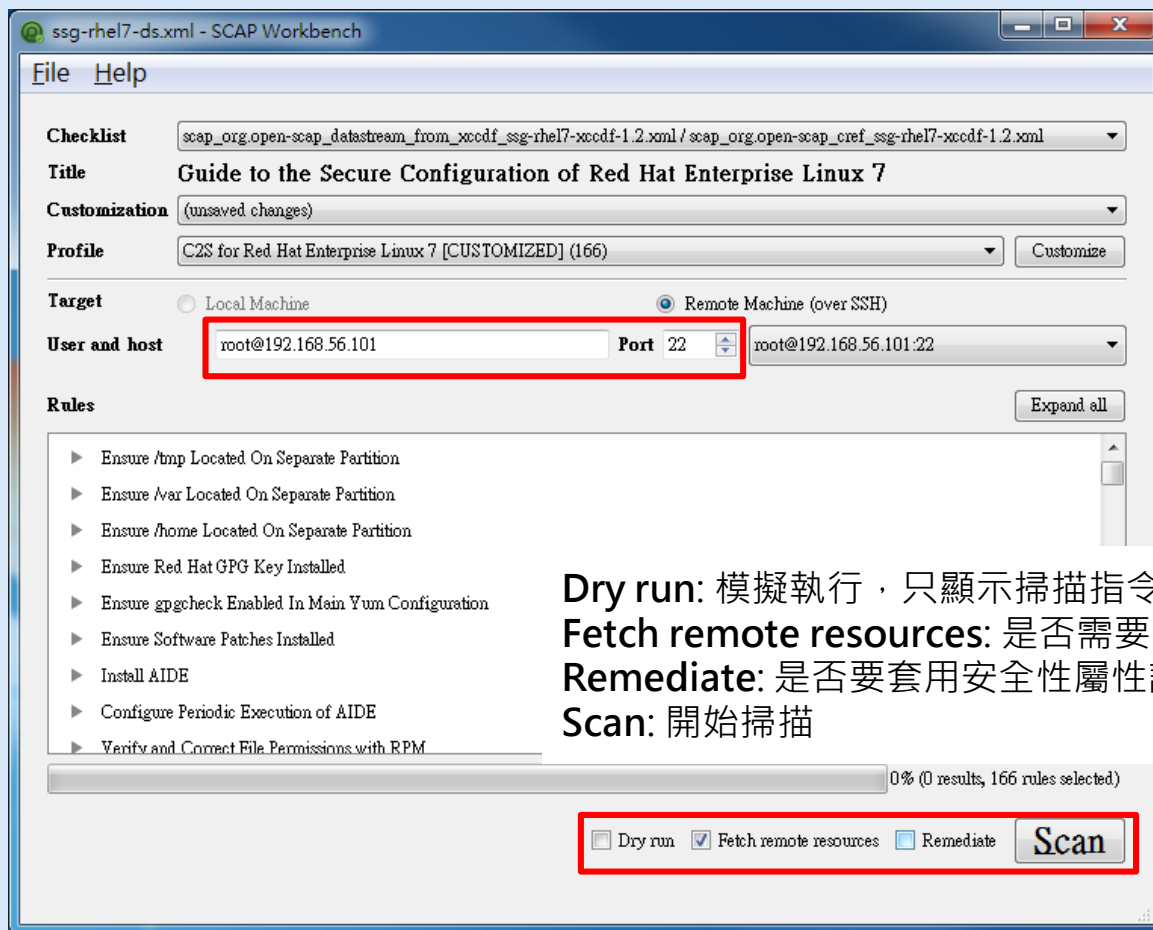 ssg-rhel7-ds.xml - SCAP Workbench
File Help
Checklist scap_org.open-scap_datastream_from_xccdf_ssg-rhel7-xccdf-1.2.xml / scap_org.open-scap_cref_ssg-rhel7-xccdf-1.2.xml
Title Guide to the Secure Configuration of Red Hat Enterprise Linux 7
Customization (unsaved changes)
Profile C2S for Red Hat Enterprise Linux 7 [CUSTOMIZED] (166) Customize
Target Local Machine Remote Machine (over SSH)
User and host root@192.168.56.101 Port 22 root@192.168.56.101:22
Rules Expand all
Ensure /tmp Located On Separate Partition
Ensure /var Located On Separate Partition
Ensure /home Located On Separate Partition
Ensure Red Hat GPG Key Installed
Ensure gpgcheck Enabled In Main Yum Configuration
Ensure Software Patches Installed
Install AIDE
Configure Periodic Execution of AIDE
Verify and Correct File Permissions with RPM
Dry run: 模擬執行，只顯示掃描指令
Fetch remote resources: 是否需要
Remediate: 是否要套用安全性屬性
Scan: 開始掃描
0% (0 results, 166 rules selected)
Dry run Fetch remote resources Remediate Scan